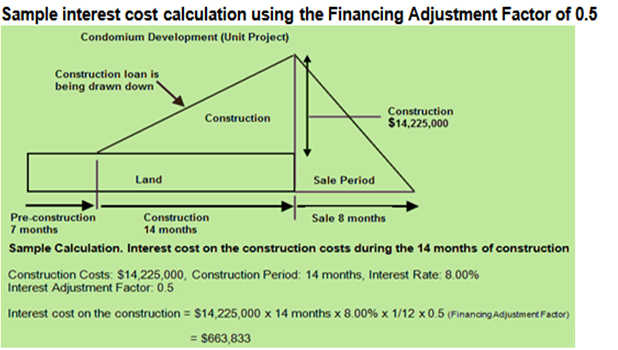 Sample interest cost calculation using the Financing Adjustment Factor of 0.5
Condomium Development (Unit Project)
Construction loan is
being drawn down
Construction
Construction
$14,225,000
Land
Sale Period
Pre-construction
7 months
Construction
14 months
Sale 8 months
Sample Calculation. Interest cost on the construction costs during the 14 months of construction
Construction Costs: $14,225,000, Construction Period: 14 months, Interest Rate: 8.00%
Interest Adjustment Factor: 0.5
Interest cost on the construction = $14,225,000 x 14 months x 8.00% x 1/12 x 0.5 (Financing Adjustment Factor)
= $663,833